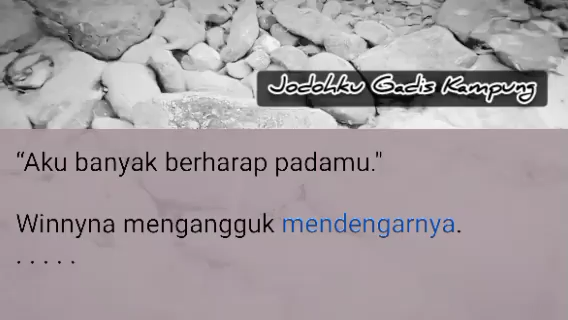 Jodohku Gadis Kampung
“Aku banyak berharap padamu."
Winnyna mengangguk mendengarnya.
. . . . .